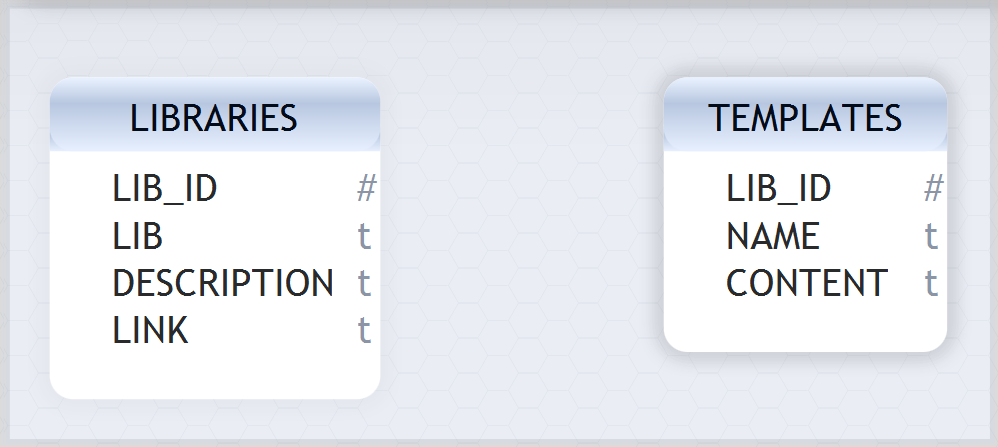 LIBRARIES
LIB_ID #
LIB t
DESCRIPTION t
LINK t
TEMPLATES
LIB_ID #
NAME t
CONTENT t